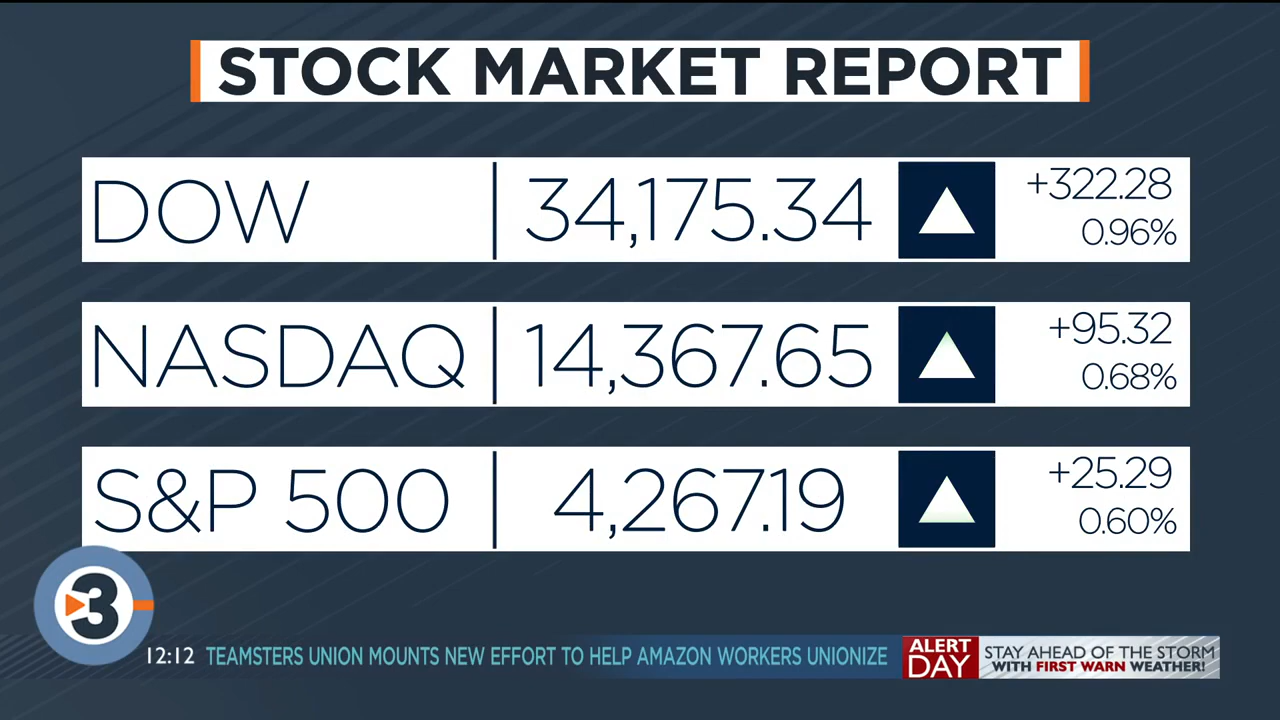 STOCK MARKET REPORT
DOW 34,175.34 +322.28
0.96%
NASDAQ 14,367.65 +95.32
0.68%
S&P 500 4,267.19 +25.29
0.60%
3
12:12 TEAMSTERS UNION MOUNTS NEW EFFORT TO HELP AMAZON WORKERS UNIONIZE
ALERT
DAY
STAY AHEAD OF THE STORM
WITH FIRST WARN WEATHER!